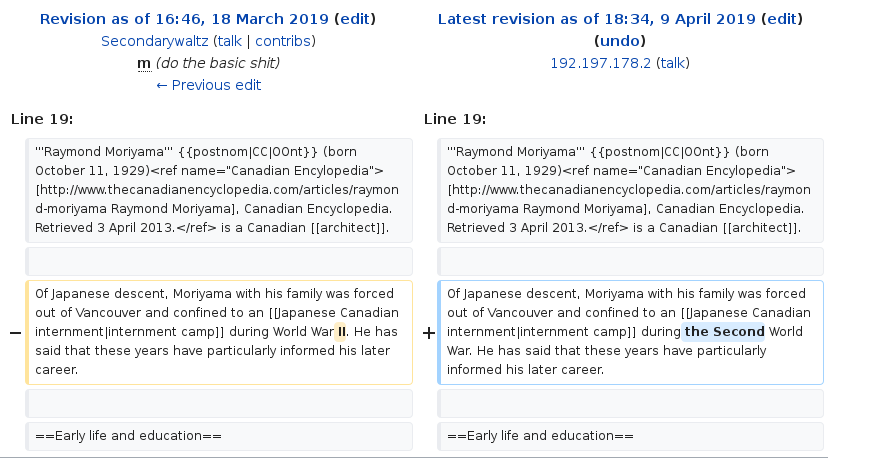 Revision as of 16:46, 18 March 2019 (edit)
Secondarywaltz (talk | contribs)
m (do the basic shit)
← Previous edit
Latest revision as of 18:34, 9 April 2019 (edit)
(undo)
192.197.178.2 (talk)
Line 19:
Line 19:
'''Raymond Moriyama''' {{postnom|CC|OOnt}} (born
October 11, 1929)<ref name="Canadian Encylopedia">
[http://www.thecanadianencyclopedia.com/articles/raymon
d-moriyama Raymond Moriyama], Canadian Encyclopedia.
Retrieved 3 April 2013.</ref> is a Canadian [[architect]].
'''Raymond Moriyama''' {{postnom|CC|OOnt}} (born
October 11, 1929)<ref name="Canadian Encylopedia">
[http://www.thecanadianencyclopedia.com/articles/raymon
d-moriyama Raymond Moriyama], Canadian Encyclopedia.
Retrieved 3 April 2013.</ref> is a Canadian [[architect]].
Of Japanese descent, Moriyama with his family was forced
out of Vancouver and confined to an [[Japanese Canadian
− internment|internment camp]] during World War II. He has
said that these years have particularly informed his later
career.
Of Japanese descent, Moriyama with his family was forced
out of Vancouver and confined to an [[Japanese Canadian
+ internment|internment camp]] during the Second World
War. He has said that these years have particularly
informed his later career.
==Early life and education==
==Early life and education==